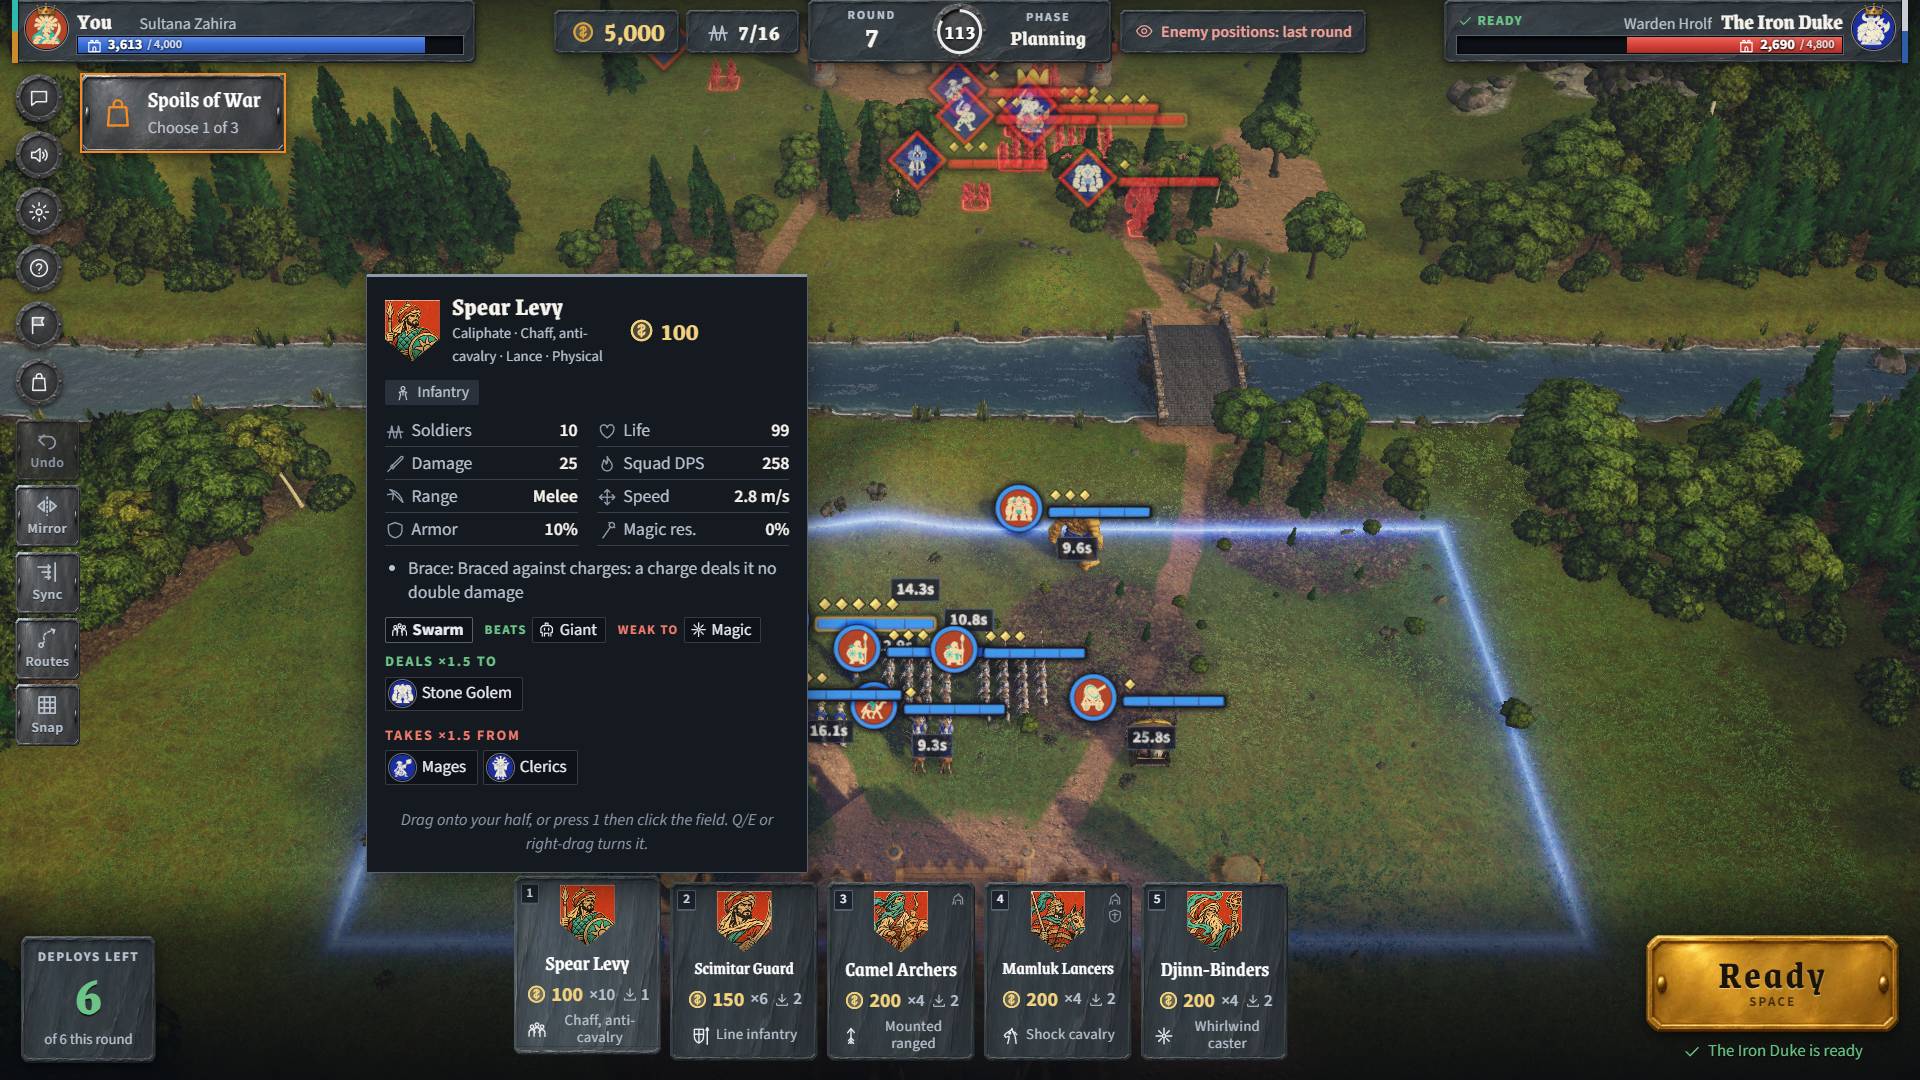 You
Sultana Zahira
3,613 / 4,000
5,000
7/16
ROUND
7
113
PHASE
Planning
Enemy positions: last round
READY
Warden Hrolf
The Iron Duke
2,690 / 4,800
Spoils of War
Choose 1 of 3
Undo
Mirror
Sync
Routes
Snap
Spear Levy
Caliphate · Chaff, anti-
cavalry · Lance · Physical
100
Infantry
Soldiers 10
Life 99
Damage 25
Squad DPS 258
Range Melee
Speed 2.8 m/s
Armor 10%
Magic res. 0%
• Brace: Braced against charges: a charge deals it no
double damage
Swarm BEATS Giant WEAK TO Magic
DEALS ×1.5 TO
Stone Golem
TAKES ×1.5 FROM
Mages Clerics
Drag onto your half, or press 1 then click the field. Q/E or
right-drag turns it.
9.6s
14.3s
10.8s
16.1s
9.3s
25.8s
DEPLOYS LEFT
6
of 6 this round
1
Spear Levy
100 ×10 1
Chaff, anti-
cavalry
2
Scimitar Guard
150 ×6 2
Line infantry
3
Camel Archers
200 ×4 2
Mounted
ranged
4
Mamluk Lancers
200 ×4 2
Shock cavalry
5
Djinn-Binders
200 ×4 2
Whirlwind
caster
Ready
SPACE
The Iron Duke is ready